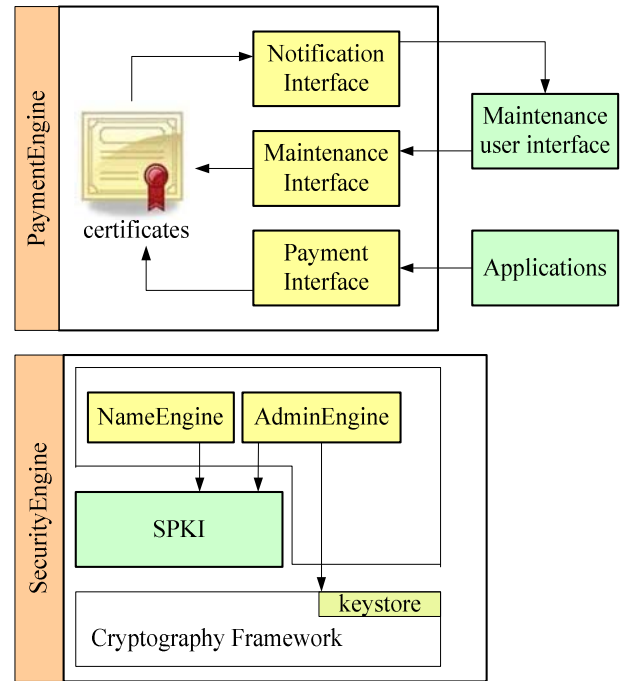 PaymentEngine
Notification
Interface
Maintenance
user interface
Maintenance
Interface
certificates
Payment
Interface
Applications
SecurityEngine
NameEngine
AdminEngine
SPKI
keystore
Cryptography Framework